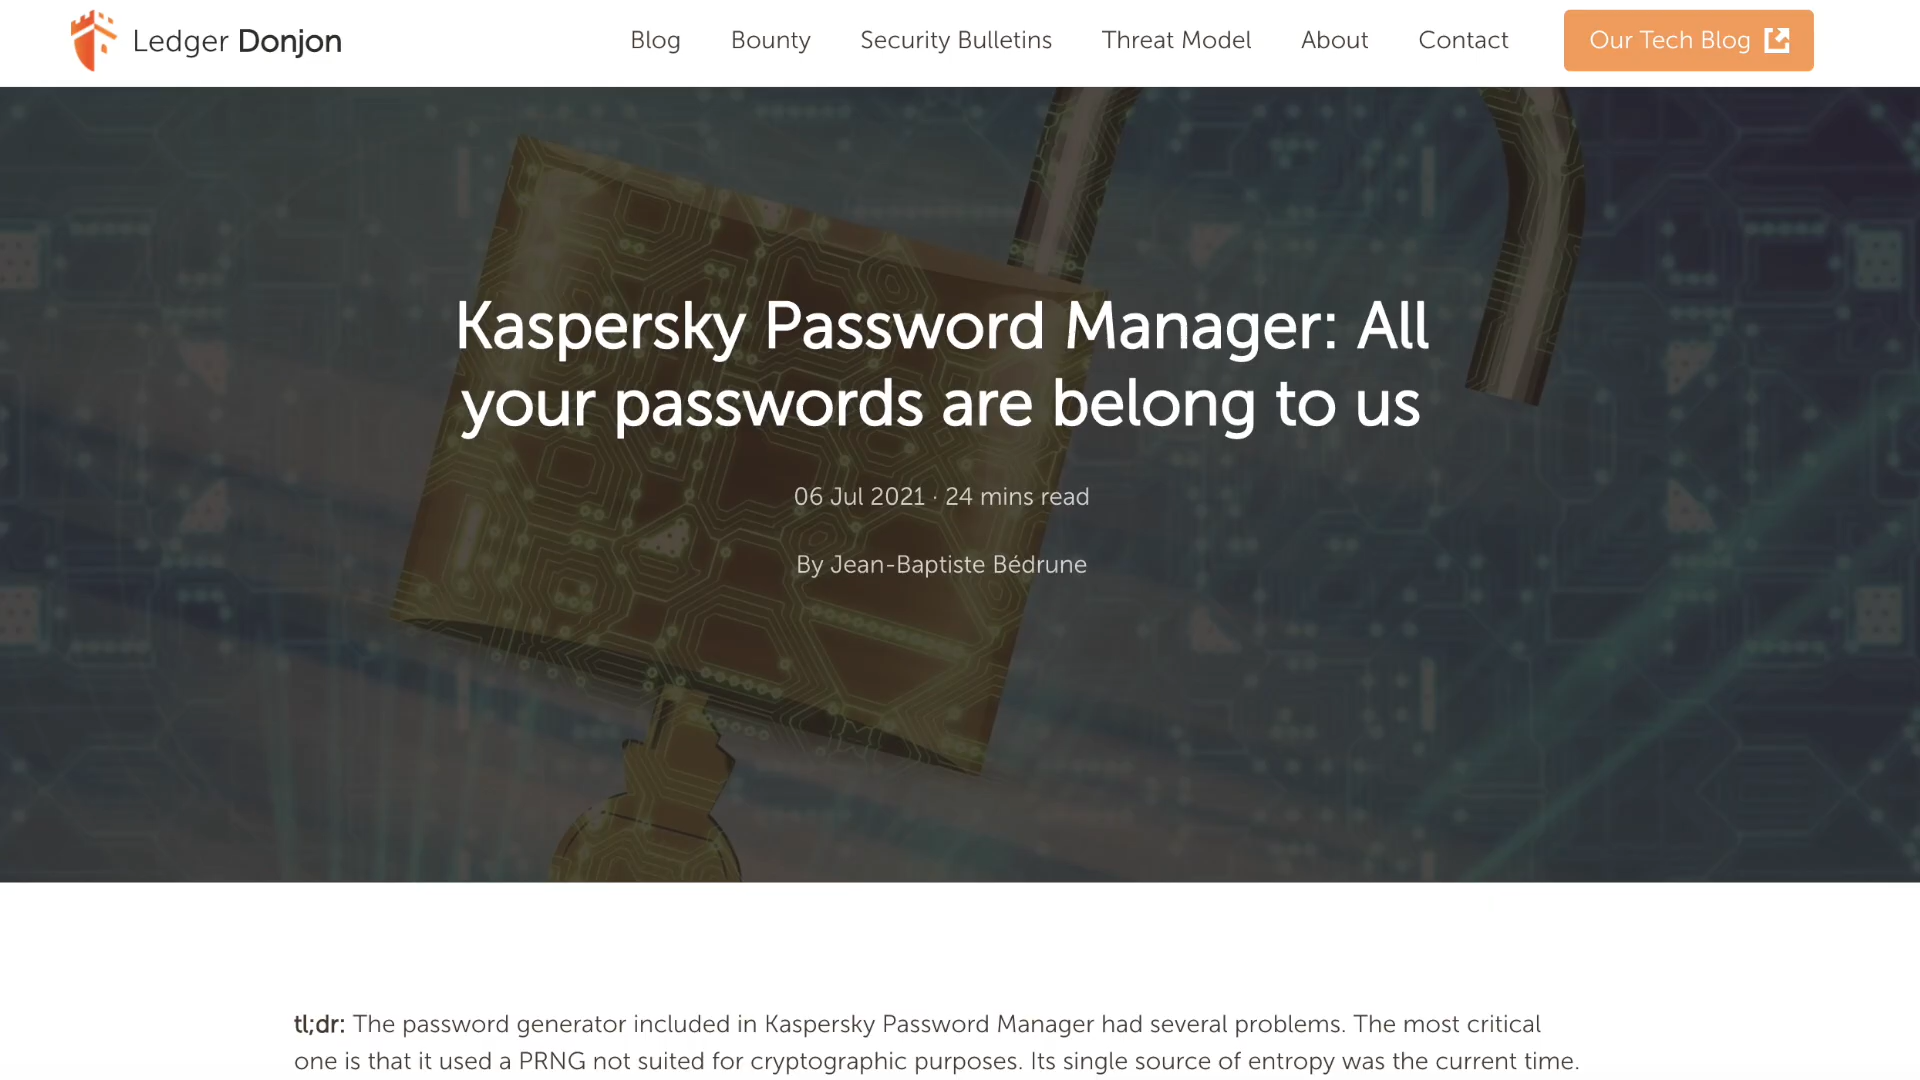 Ledger Donjon
Blog Bounty Security Bulletins Threat Model About Contact Our Tech Blog
Kaspersky Password Manager: All
your passwords are belong to us
06 Jul 2021 · 24 mins read
By Jean-Baptiste Bédrune
tl;dr: The password generator included in Kaspersky Password Manager had several problems. The most critical
one is that it used a PRNG not suited for cryptographic purposes. Its single source of entropy was the current time.